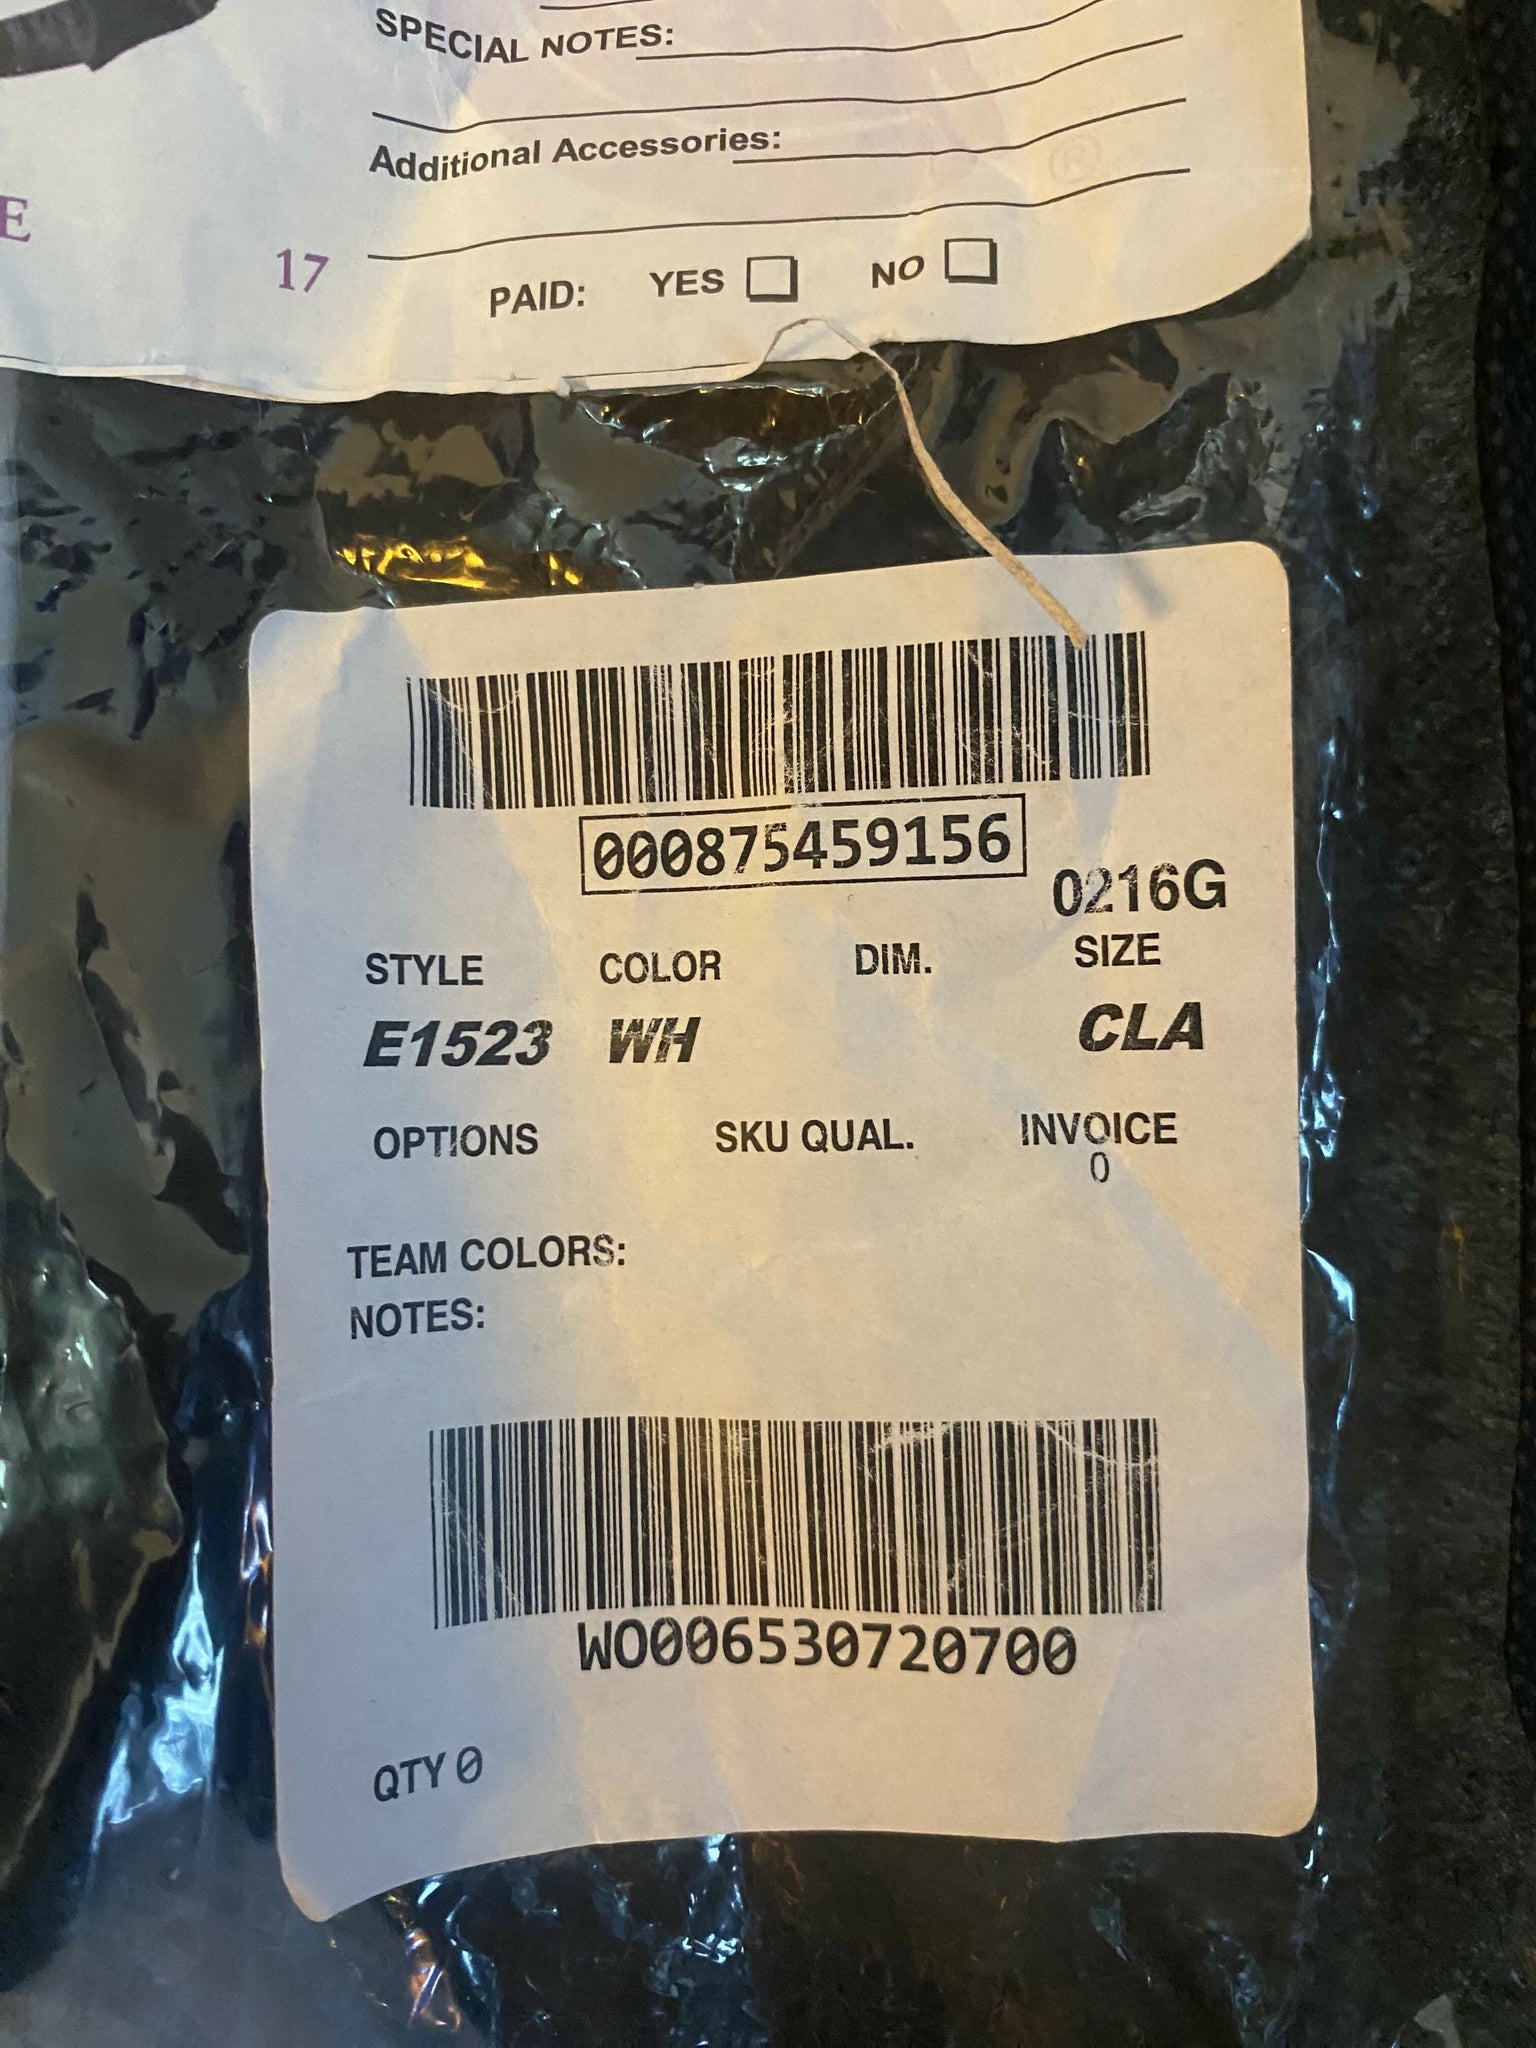 SPECIAL NOTES:
Additional Accessories:
E
17
PAID: YES NO
000875459156
0216G
STYLE COLOR DIM. SIZE
E1523 WH CLA
OPTIONS SKU QUAL. INVOICE
0
TEAM COLORS:
NOTES:
WO006530720700
QTY 0